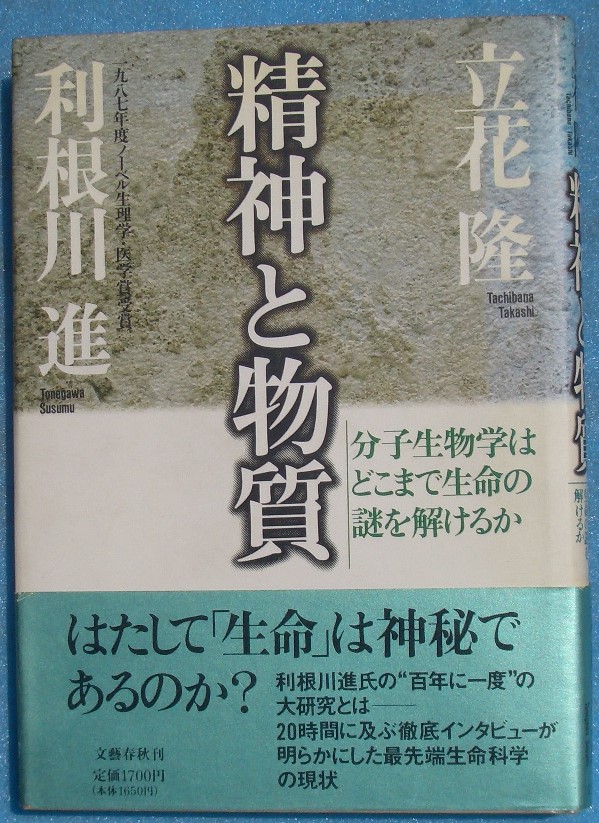 立花 隆
Tachibana
Takashi
精神と物質
一九八七年度ノーベル生理学・医学賞受賞
利根川 進
Tonegawa
Susumu
分子生物学は
どこまで生命の
謎を解けるか
はたして「生命」は神秘で
あるのか?
利根川進氏の“百年に一度”の
大研究とは——
20時間に及ぶ徹底インタビューが
明らかにした最先端生命科学
の現状
文藝春秋刊
定価1700円
(本体1650円)
Tachibana Takashi
精神と物質
解けるか